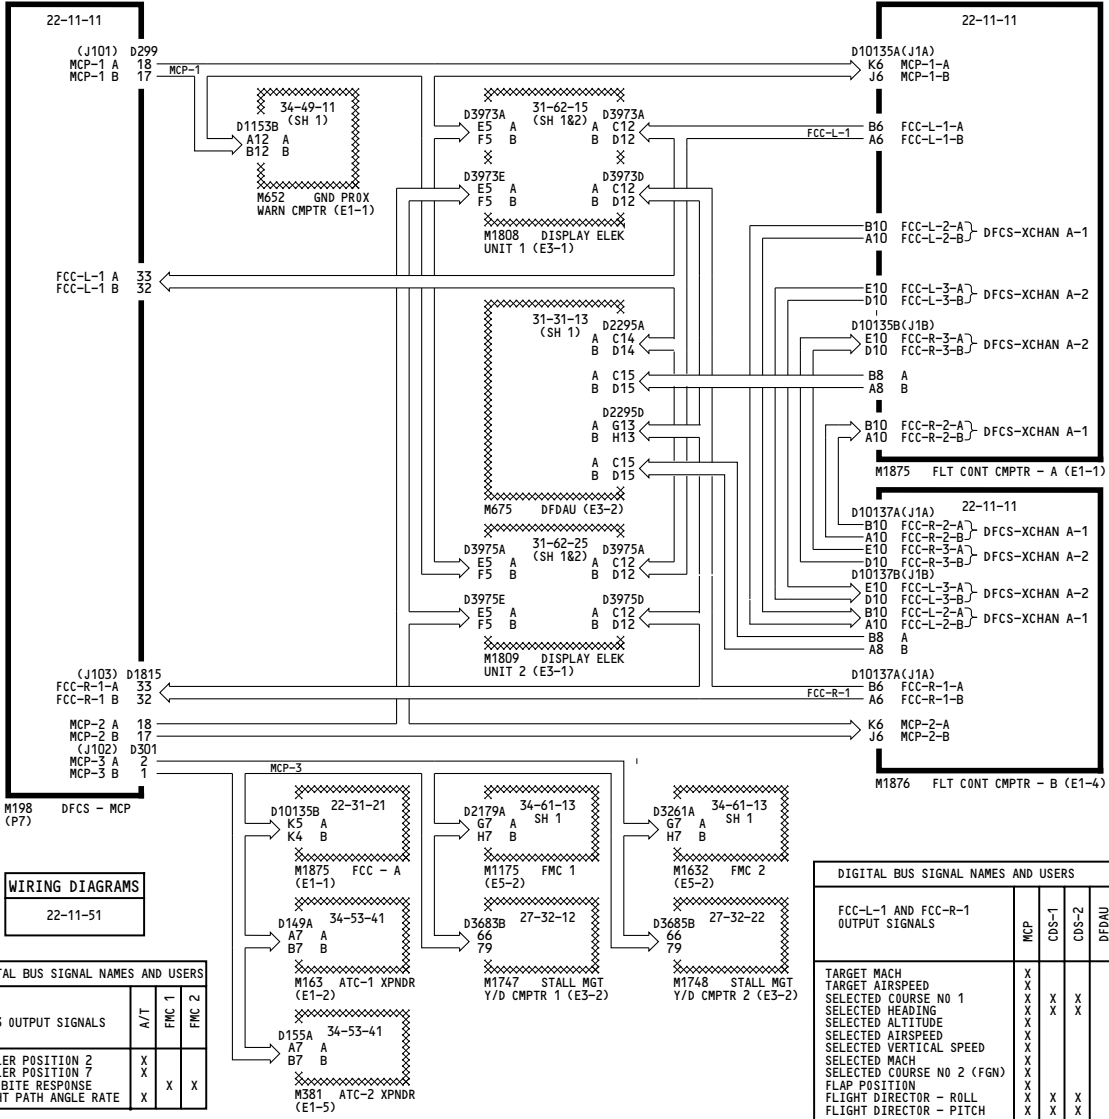 22-11-11
(J101) D299
MCP-1 A 18
MCP-1 B 17
MCP-1
34-49-11
(SH 1)
D1153B
A12 A
B12 B
M652 GND PROX
WARN CMPTR (E1-1)
FCC-L-1 A 33
FCC-L-1 B 32
(J103) D1815
FCC-R-1-A 33
FCC-R-1 B 32
MCP-2 A 18
MCP-2 B 17
(J102) D301
MCP-3 A 2
MCP-3 B 1
M198 DFCS - MCP
(P7)
31-62-15
(SH 1&2)
D3973A D3973A
E5 A A C12
F5 B B D12
D3973E D3973D
E5 A A C12
F5 B B D12
M1808 DISPLAY ELEK
UNIT 1 (E3-1)
31-31-13
(SH 1)
D2295A
A C14
B D14
A C15
B D15
D2295D
A G13
B H13
A C15
B D15
M675 DFDAU (E3-2)
31-62-25
(SH 1&2)
D3975A D3975A
E5 A A C12
F5 B B D12
D3975E D3975D
E5 A A C12
F5 B B D12
M1809 DISPLAY ELEK
UNIT 2 (E3-1)
22-11-11
D10135A(J1A)
K6 MCP-1-A
J6 MCP-1-B
FCC-L-1
B6 FCC-L-1-A
A6 FCC-L-1-B
B10 FCC-L-2-A
A10 FCC-L-2-B
DFCS-XCHAN A-1
E10 FCC-L-3-A
D10 FCC-L-3-B
DFCS-XCHAN A-2
D10135B(J1B)
E10 FCC-R-3-A
D10 FCC-R-3-B
DFCS-XCHAN A-2
B8 A
A8 B
B10 FCC-R-2-A
A10 FCC-R-2-B
DFCS-XCHAN A-1
M1875 FLT CONT CMPTR - A (E1-1)
22-11-11
D10137A(J1A)
B10 FCC-R-2-A
A10 FCC-R-2-B
DFCS-XCHAN A-1
E10 FCC-R-3-A
D10 FCC-R-3-B
DFCS-XCHAN A-2
D10137B(J1B)
E10 FCC-L-3-A
D10 FCC-L-3-B
DFCS-XCHAN A-2
B10 FCC-L-2-A
A10 FCC-L-2-B
DFCS-XCHAN A-1
B8 A
A8 B
D10137A(J1A)
FCC-R-1
B6 FCC-R-1-A
A6 FCC-R-1-B
K6 MCP-2-A
J6 MCP-2-B
M1876 FLT CONT CMPTR - B (E1-4)
MCP-3
D10135B 22-31-21
K5 A
K4 B
M1875 FCC - A
(E1-1)
D2179A 34-61-13
SH 1
G7 A
H7 B
M1175 FMC 1
(E5-2)
D3261A 34-61-13
SH 1
G7 A
H7 B
M1632 FMC 2
(E5-2)
D149A 34-53-41
A7 A
B7 B
M163 ATC-1 XPNDR
(E1-2)
D3683B 27-32-12
66
79
M1747 STALL MGT
Y/D CMPTR 1 (E3-2)
D3685B 27-32-22
66
79
M1748 STALL MGT
Y/D CMPTR 2 (E3-2)
D155A 34-53-41
A7 A
B7 B
M381 ATC-2 XPNDR
(E1-5)
WIRING DIAGRAMS
22-11-51
TAL BUS SIGNAL NAMES AND USERS
OUTPUT SIGNALS A/T FMC 1 FMC 2
ER POSITION 2 X
ER POSITION 7 X
BITE RESPONSE X X
HT PATH ANGLE RATE X
DIGITAL BUS SIGNAL NAMES AND USERS
FCC-L-1 AND FCC-R-1
OUTPUT SIGNALS
MCP CDS-1 CDS-2 DFDAU
TARGET MACH X
TARGET AIRSPEED X
SELECTED COURSE NO 1 X X X
SELECTED HEADING X X X
SELECTED ALTITUDE X
SELECTED AIRSPEED X
SELECTED VERTICAL SPEED X
SELECTED MACH X
SELECTED COURSE NO 2 (FGN) X
FLAP POSITION X
FLIGHT DIRECTOR - ROLL X X X
FLIGHT DIRECTOR - PITCH X X X